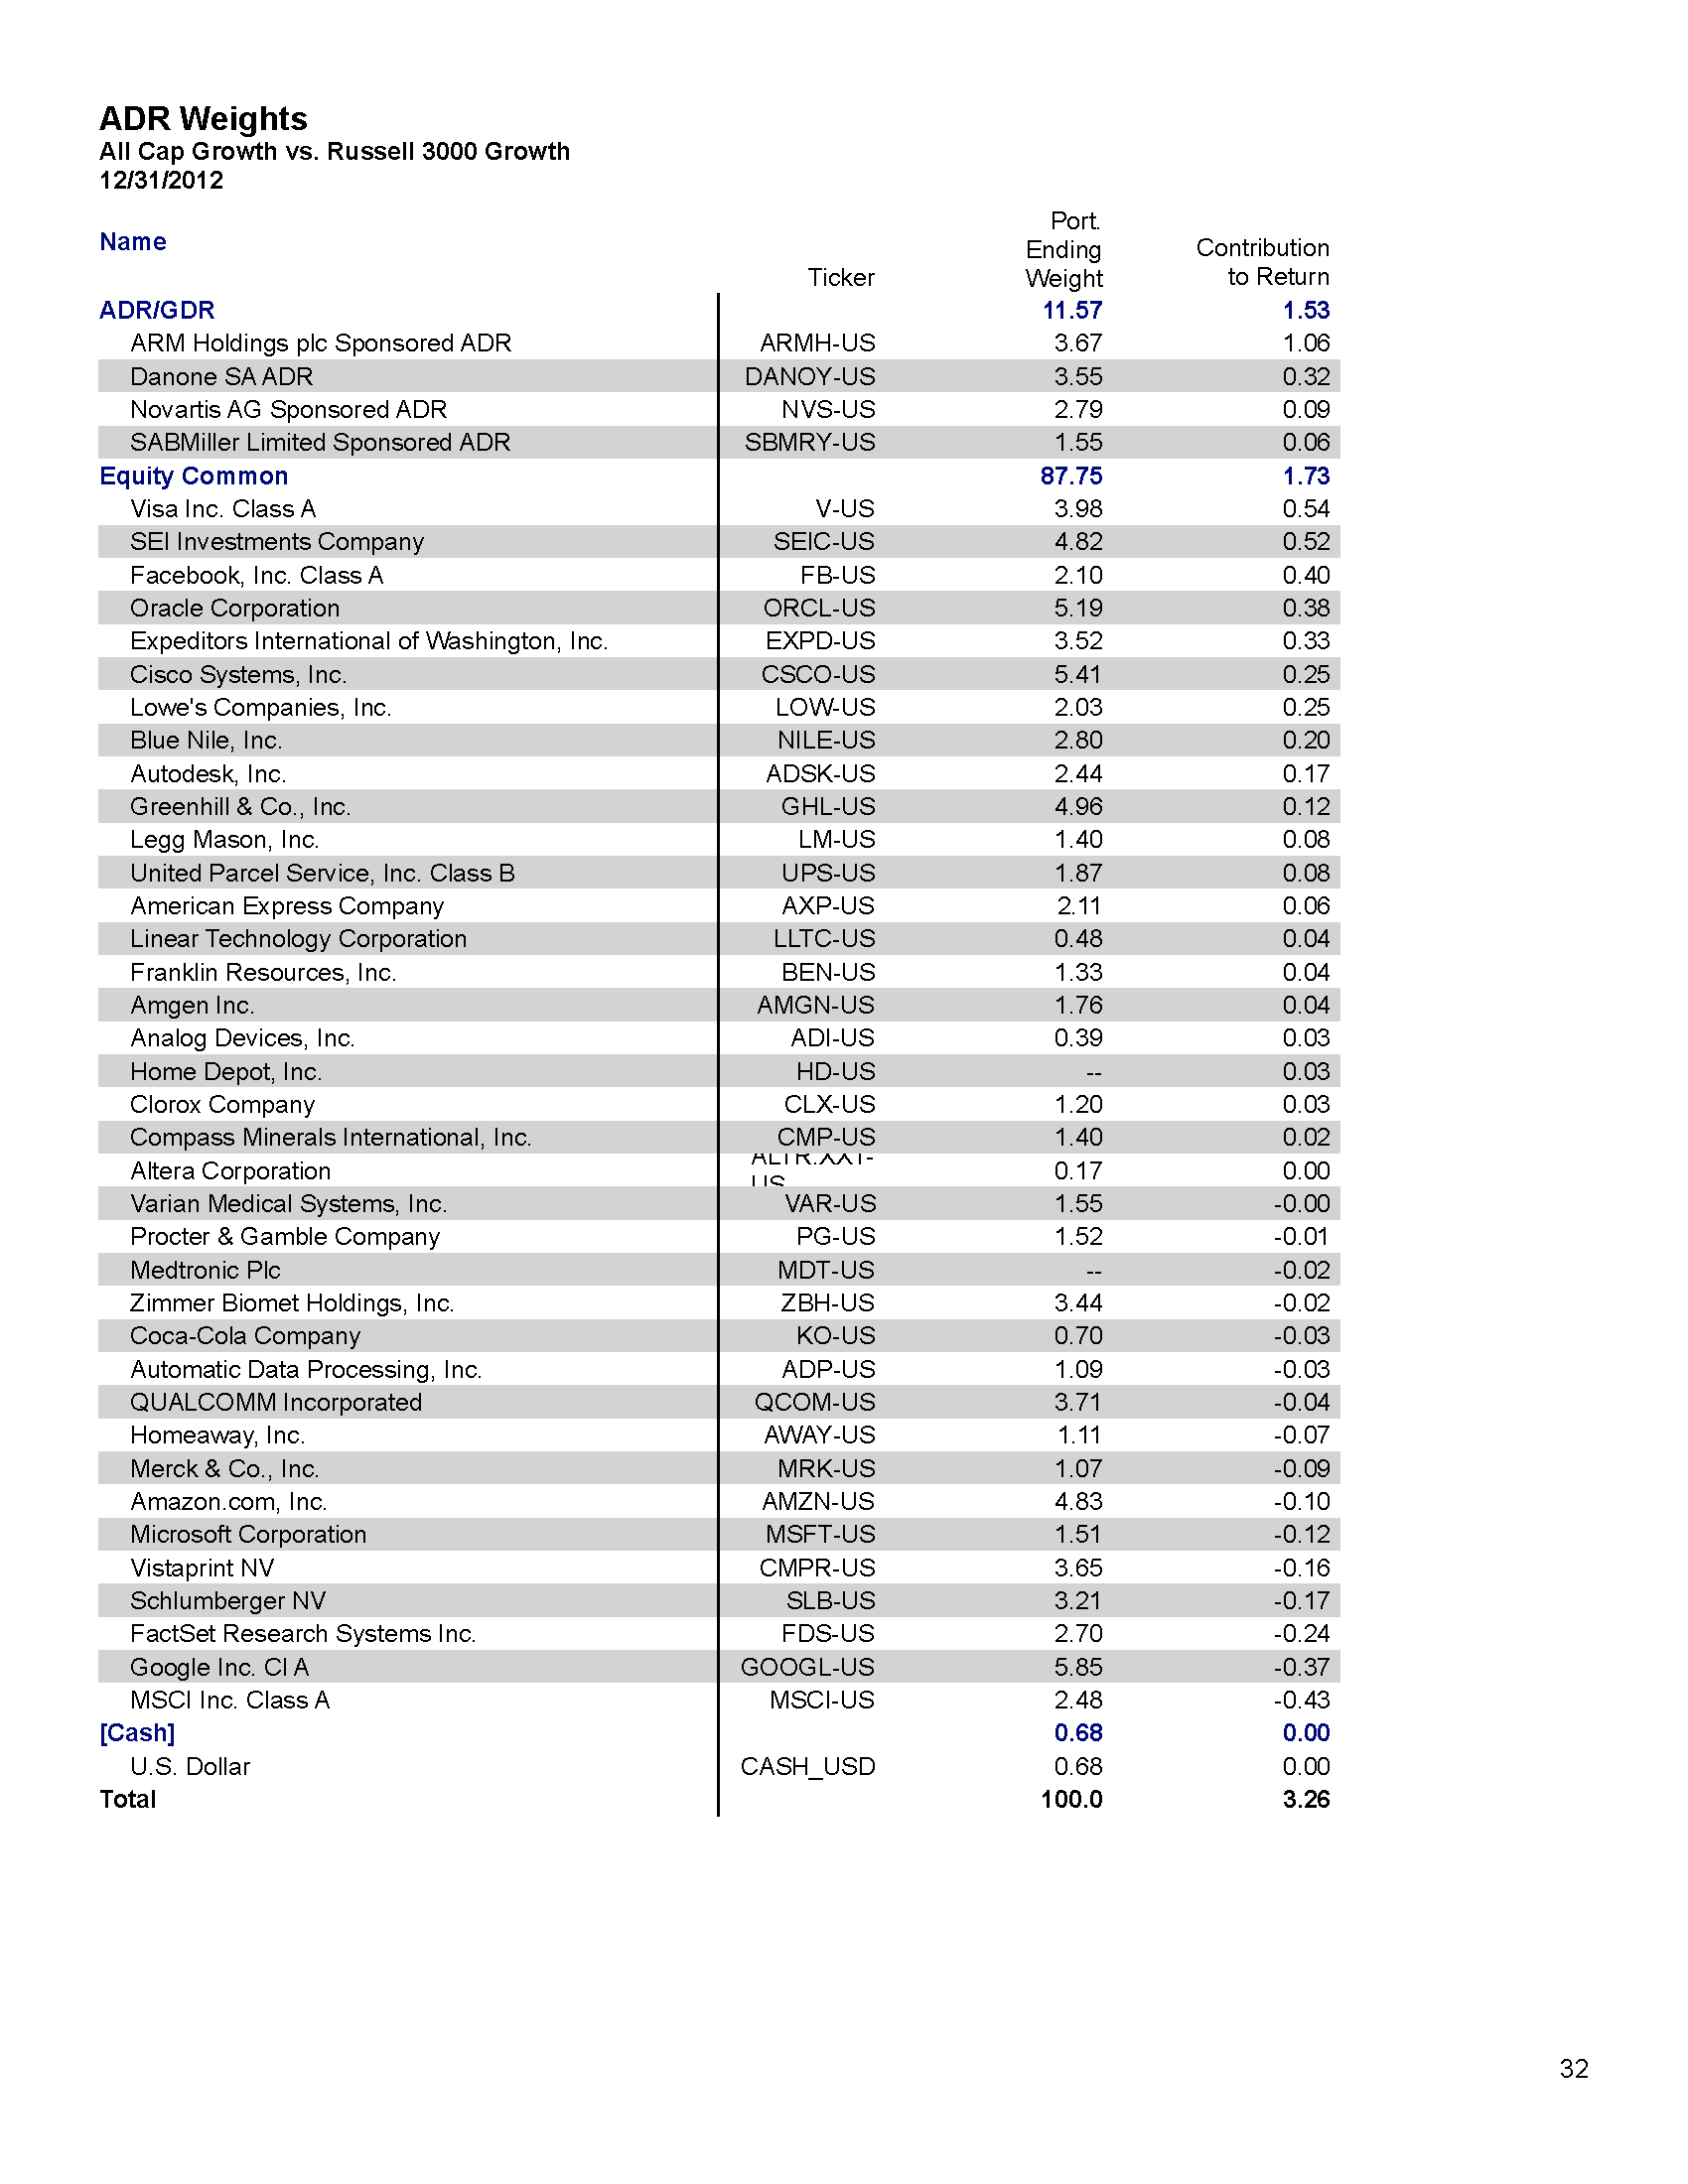 ADR Weights
All Cap Growth vs. Russell 3000 Growth
12/31/2012
Name Ticker Port. Ending Weight Contribution to Return
ADR/GDR 11.57 1.53
ARM Holdings plc Sponsored ADR ARMH-US 3.67 1.06
Danone SA ADR DANOY-US 3.55 0.32
Novartis AG Sponsored ADR NVS-US 2.79 0.09
SABMiller Limited Sponsored ADR SBMRY-US 1.55 0.06
Equity Common 87.75 1.73
Visa Inc. Class A V-US 3.98 0.54
SEI Investments Company SEIC-US 4.82 0.52
Facebook, Inc. Class A FB-US 2.10 0.40
Oracle Corporation ORCL-US 5.19 0.38
Expeditors International of Washington, Inc. EXPD-US 3.52 0.33
Cisco Systems, Inc. CSCO-US 5.41 0.25
Lowe's Companies, Inc. LOW-US 2.03 0.25
Blue Nile, Inc. NILE-US 2.80 0.20
Autodesk, Inc. ADSK-US 2.44 0.17
Greenhill & Co., Inc. GHL-US 4.96 0.12
Legg Mason, Inc. LM-US 1.40 0.08
United Parcel Service, Inc. Class B UPS-US 1.87 0.08
American Express Company AXP-US 2.11 0.06
Linear Technology Corporation LLTC-US 0.48 0.04
Franklin Resources, Inc. BEN-US 1.33 0.04
Amgen Inc. AMGN-US 1.76 0.04
Analog Devices, Inc. ADI-US 0.39 0.03
Home Depot, Inc. HD-US -- 0.03
Clorox Company CLX-US 1.20 0.03
Compass Minerals International, Inc. CMP-US 1.40 0.02
Altera Corporation 0.17 0.00
Varian Medical Systems, Inc. VAR-US 1.55 -0.00
Procter & Gamble Company PG-US 1.52 -0.01
Medtronic Plc MDT-US -- -0.02
Zimmer Biomet Holdings, Inc. ZBH-US 3.44 -0.02
Coca-Cola Company KO-US 0.70 -0.03
Automatic Data Processing, Inc. ADP-US 1.09 -0.03
QUALCOMM Incorporated QCOM-US 3.71 -0.04
Homeaway, Inc. AWAY-US 1.11 -0.07
Merck & Co., Inc. MRK-US 1.07 -0.09
Amazon.com, Inc. AMZN-US 4.83 -0.10
Microsoft Corporation MSFT-US 1.51 -0.12
Vistaprint NV CMPR-US 3.65 -0.16
Schlumberger NV SLB-US 3.21 -0.17
FactSet Research Systems Inc. FDS-US 2.70 -0.24
Google Inc. Cl A GOOGL-US 5.85 -0.37
MSCI Inc. Class A MSCI-US 2.48 -0.43
[Cash] 0.68 0.00
U.S. Dollar CASH_USD 0.68 0.00
Total 100.0 3.26
32